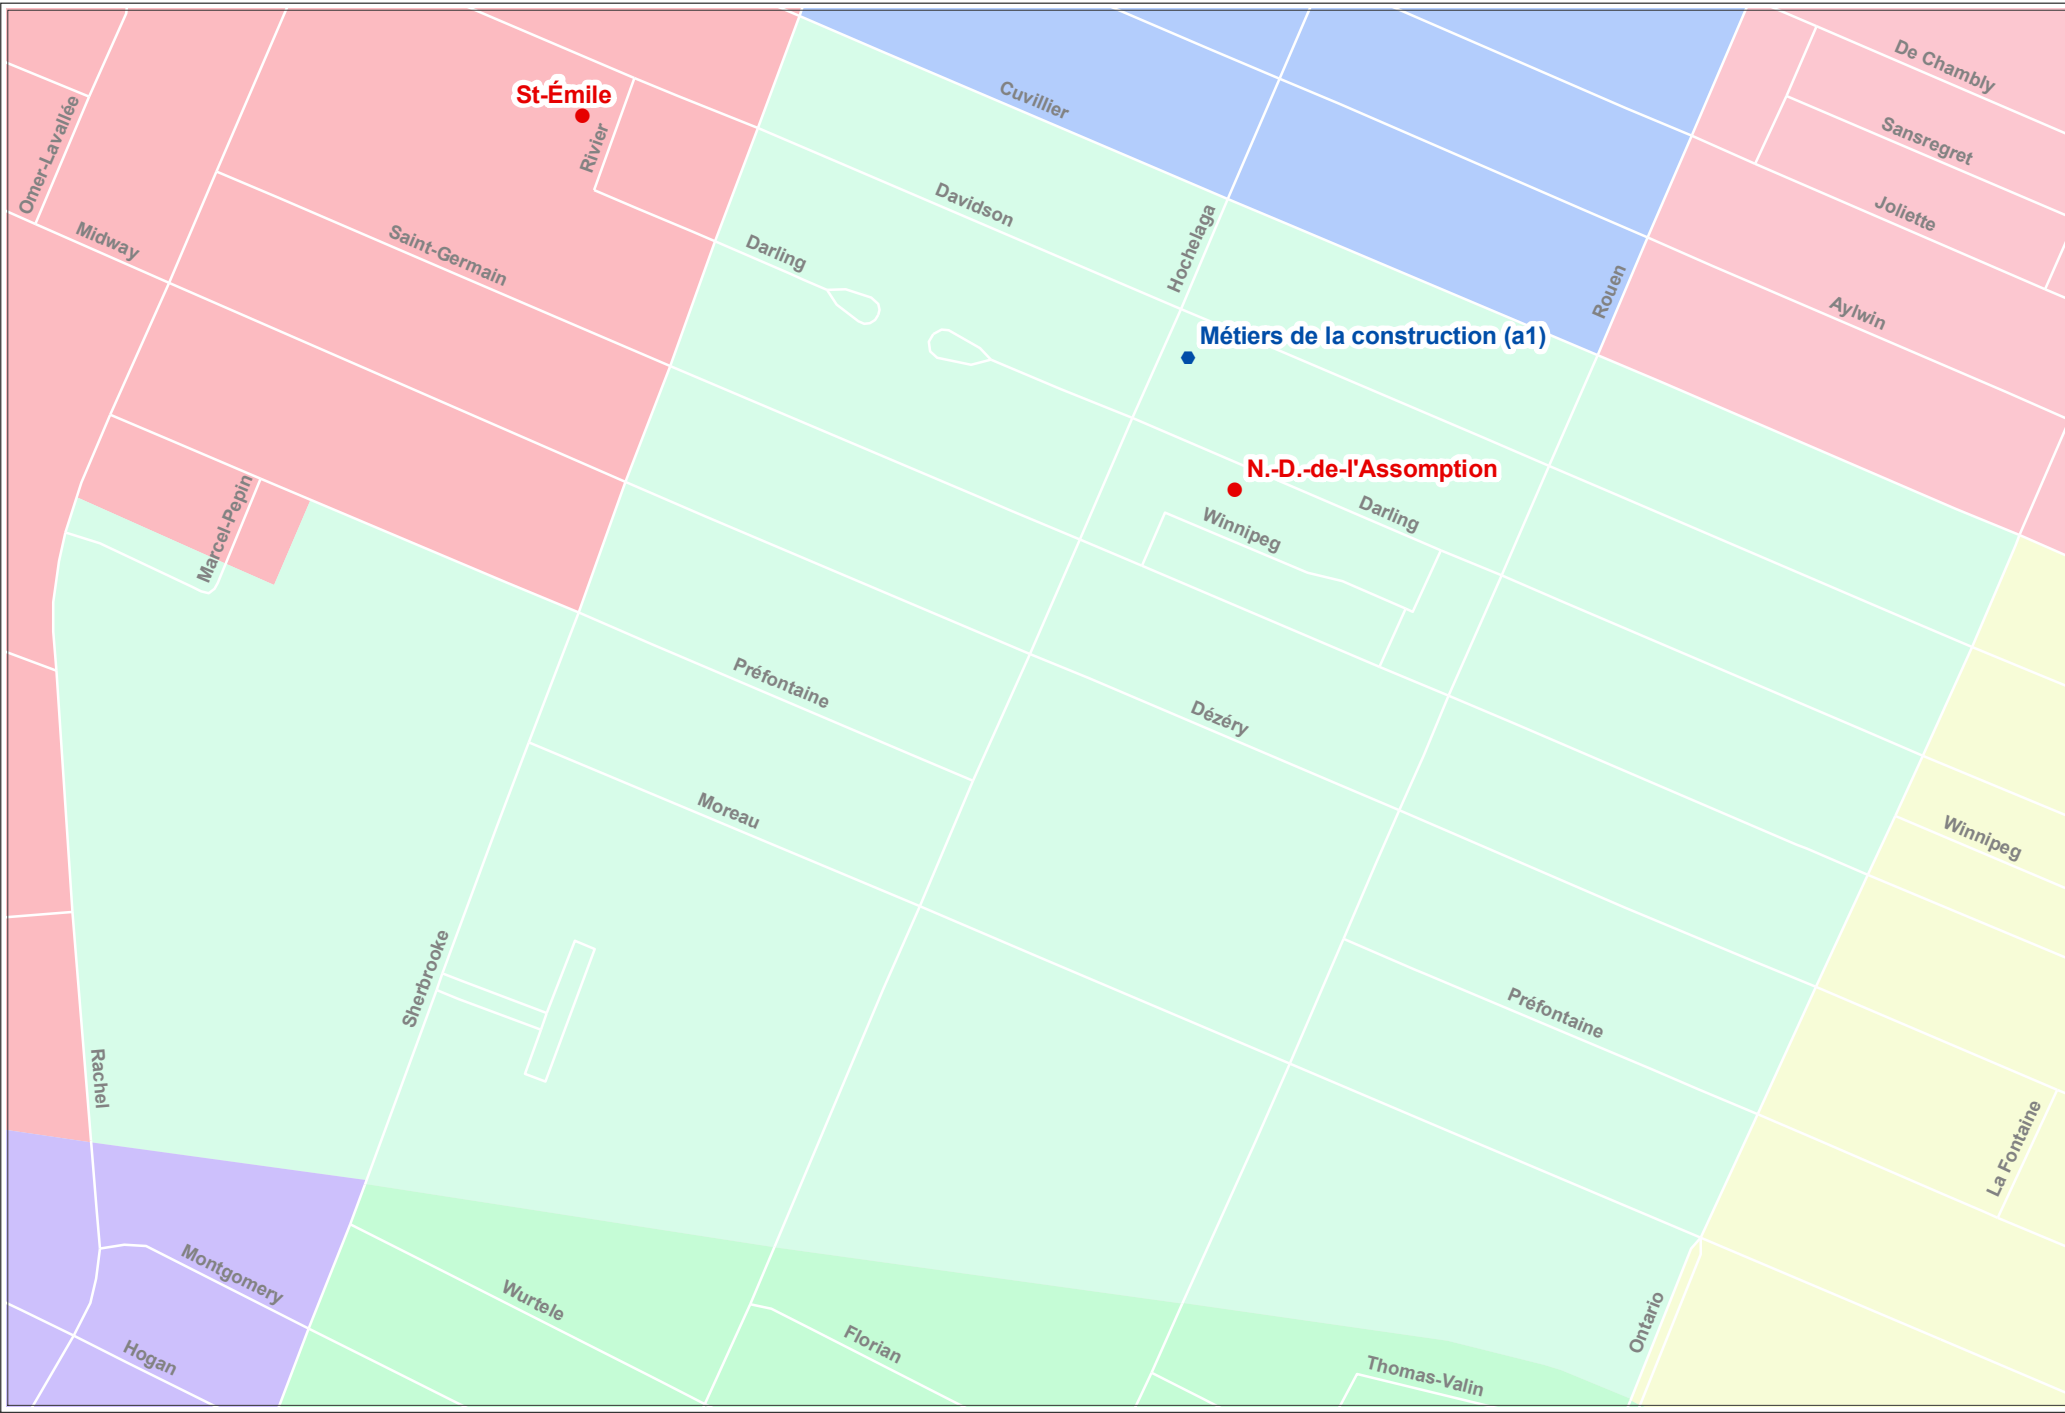 De Chambly
St-Émile
Cuvillier
Omer-Lavallée
Rivier
Sansregret
Davidson
Joliette
Midway
Saint-Germain
Darling
Hochelaga
Rouen
Aylwin
Métiers de la construction (a1)
N.-D.-de-l'Assomption
Marcel-Pepin
Winnipeg
Darling
Préfontaine
Dézéry
Moreau
Winnipeg
Sherbrooke
Préfontaine
Rachel
La Fontaine
Montgomery
Wurtele
Hogan
Florian
Ontario
Thomas-Valin